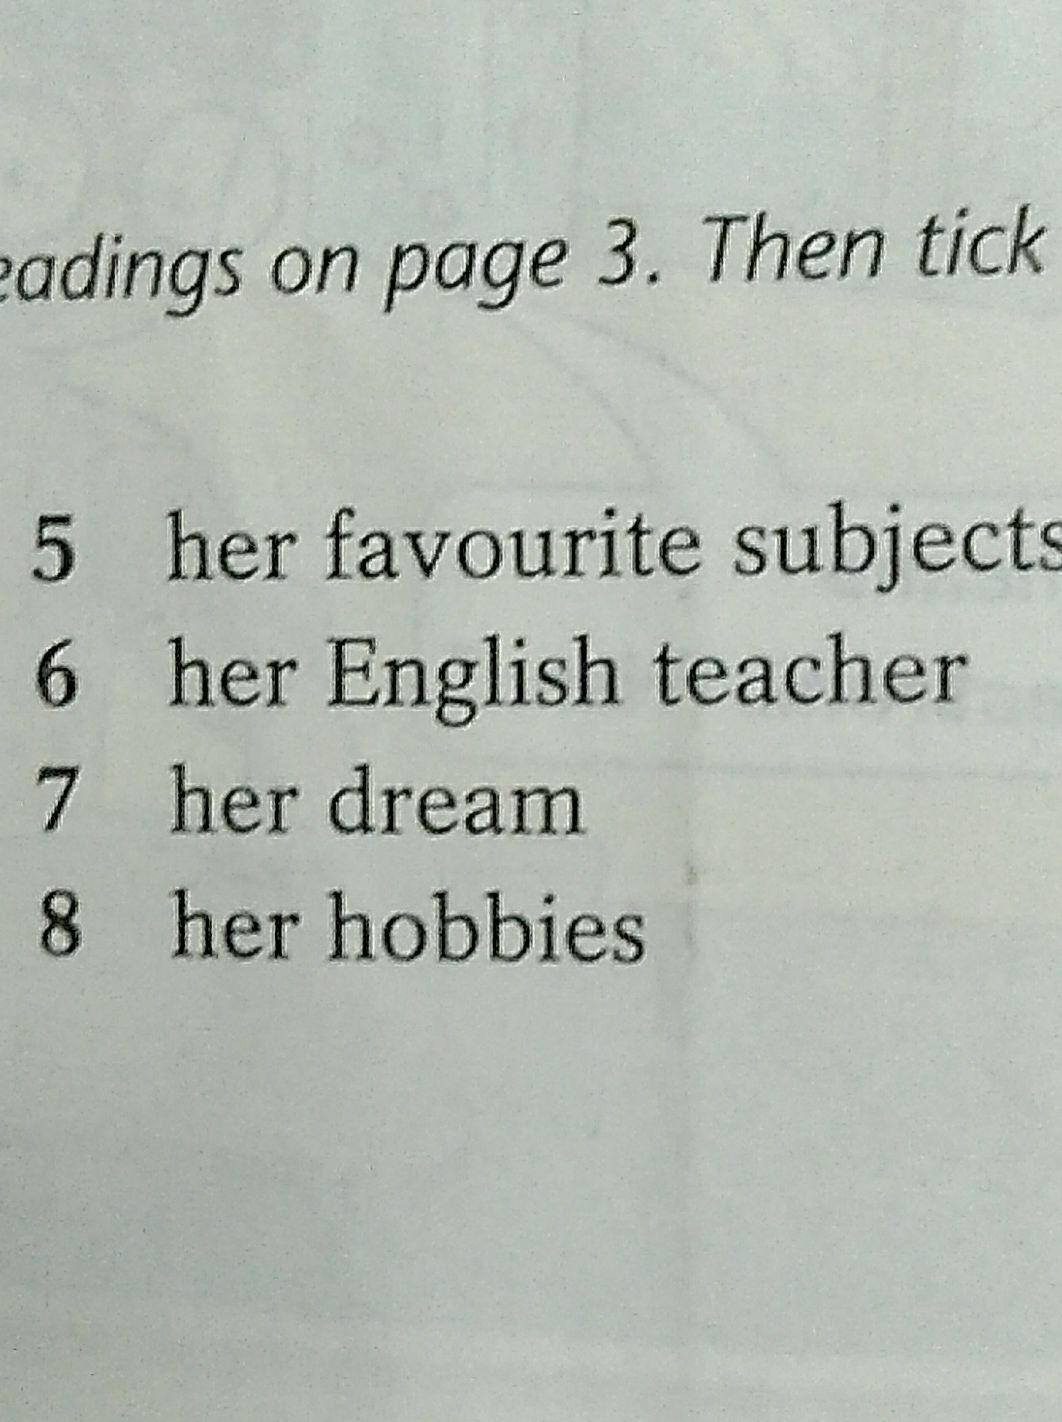 eadings on page 3. Then tick
5 her favourite subjects
6 her English teacher
7 her dream
8 her hobbies